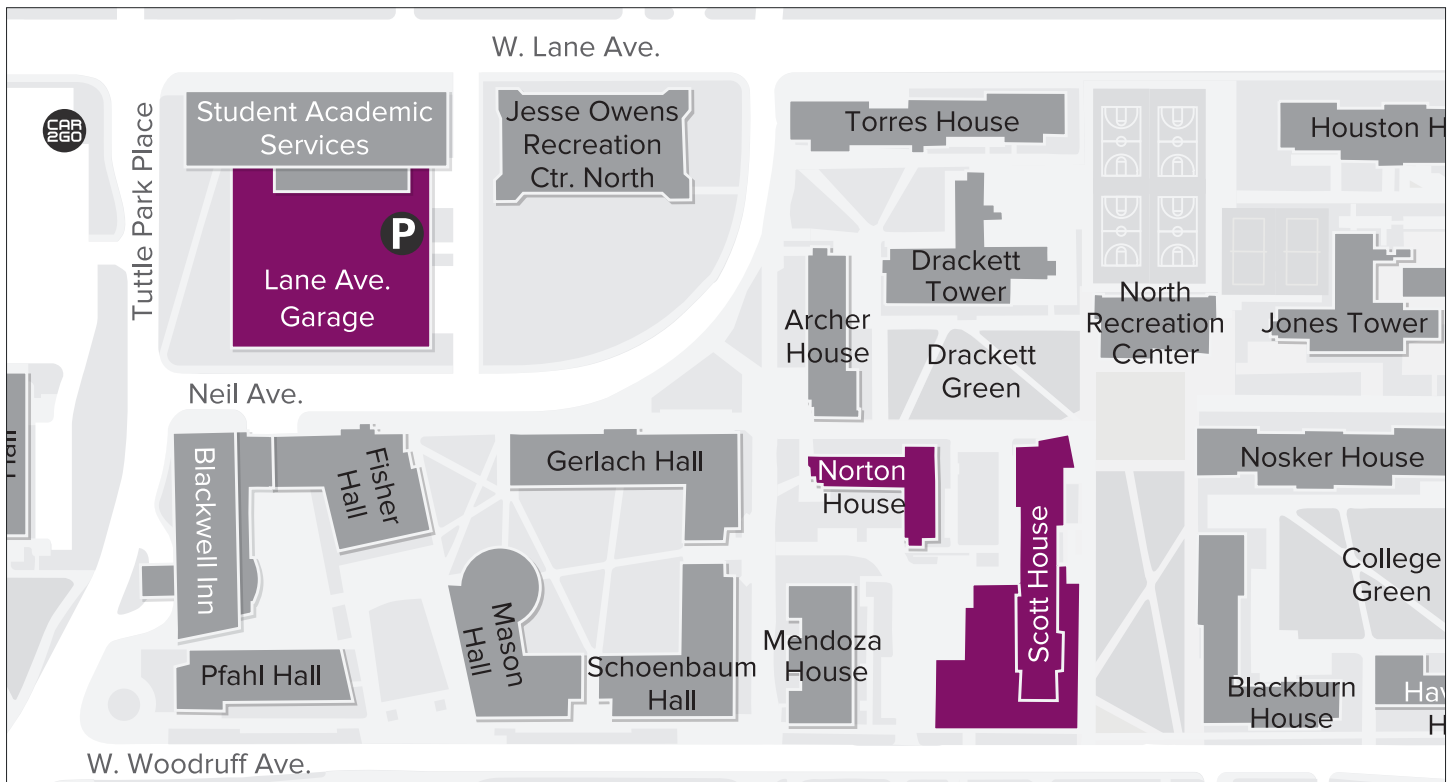 W. Lane Ave.
CAR
2GO
Tuttle Park Place
Student Academic
Services
Jesse Owens
Recreation
Ctr. North
Torres House
Houston H
P
Lane Ave.
Garage
Drackett
Tower
Archer
House
North
Recreation
Center
Jones Tower
Drackett
Green
Neil Ave.
Hall
Blackwell Inn
Fisher
Hall
Gerlach Hall
Norton
House
Scott House
Nosker House
College
Green
Mason
Hall
Schoenbaum
Hall
Mendoza
House
Pfahl Hall
Blackburn
House
Hav
H
W. Woodruff Ave.